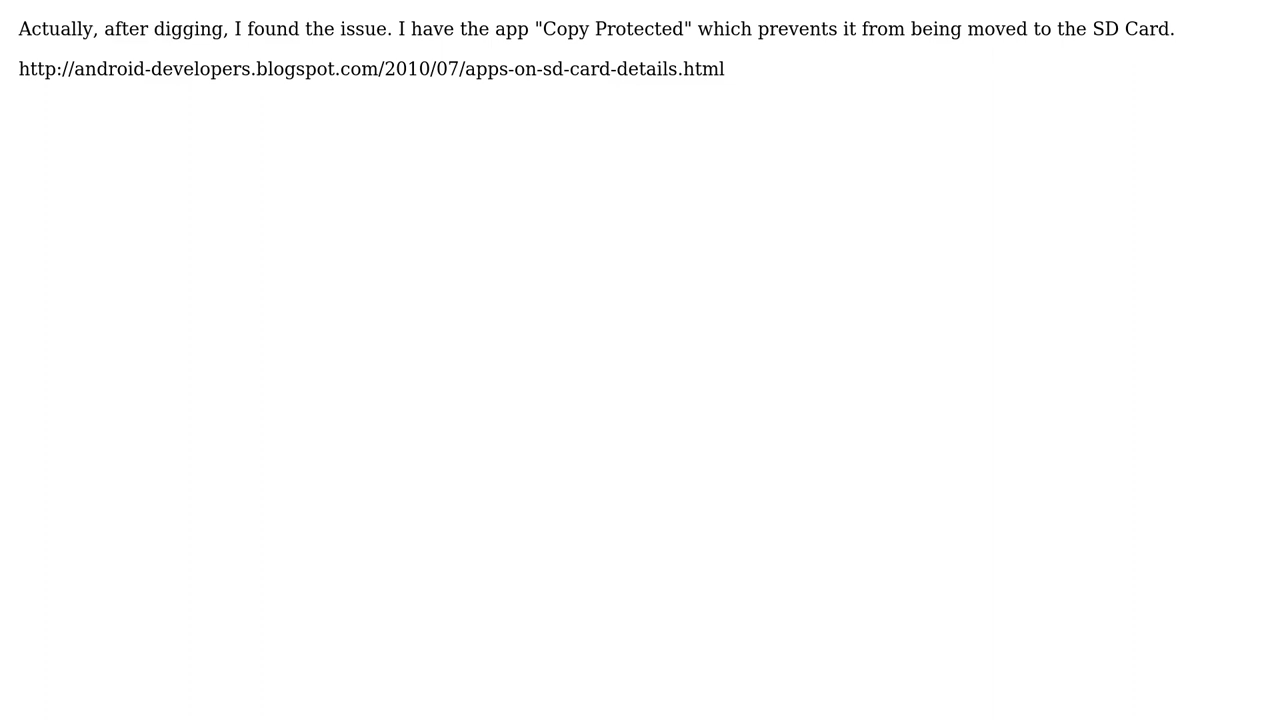 Actually, after digging, I found the issue. I have the app "Copy Protected" which prevents it from being moved to the SD Card.
http://android-developers.blogspot.com/2010/07/apps-on-sd-card-details.html